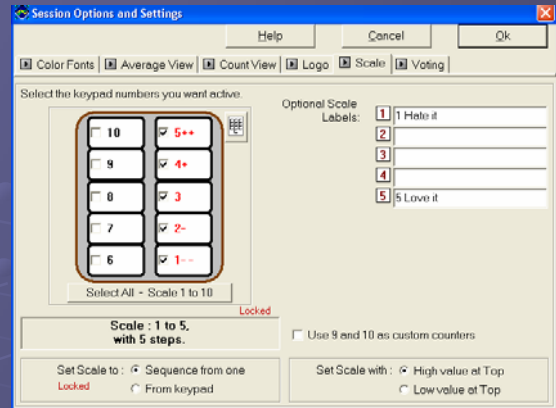 Session Options and Settings
Help Cancel Ok
Color Fonts Average View Count View Logo Scale Voting
Select the keypad numbers you want active.
Optional Scale
Labels:
1 1 Hate it
2
3
4
5 5 Love it
10 5++
9 4+
8 3
7 2-
6 1--
Select All - Scale 1 to 10
Locked
Scale : 1 to 5,
with 5 steps.
Use 9 and 10 as custom counters
Set Scale to : Sequence from one
Locked From keypad
Set Scale with : High value at Top
Low value at Top